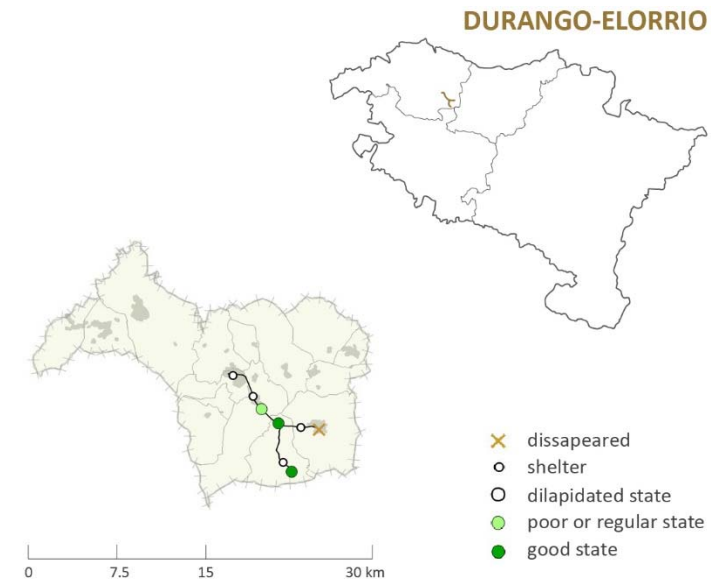 DURANGO-ELORRIO
dissapeared
shelter
dilapidated state
poor or regular state
good state
0 7.5 15 30 km